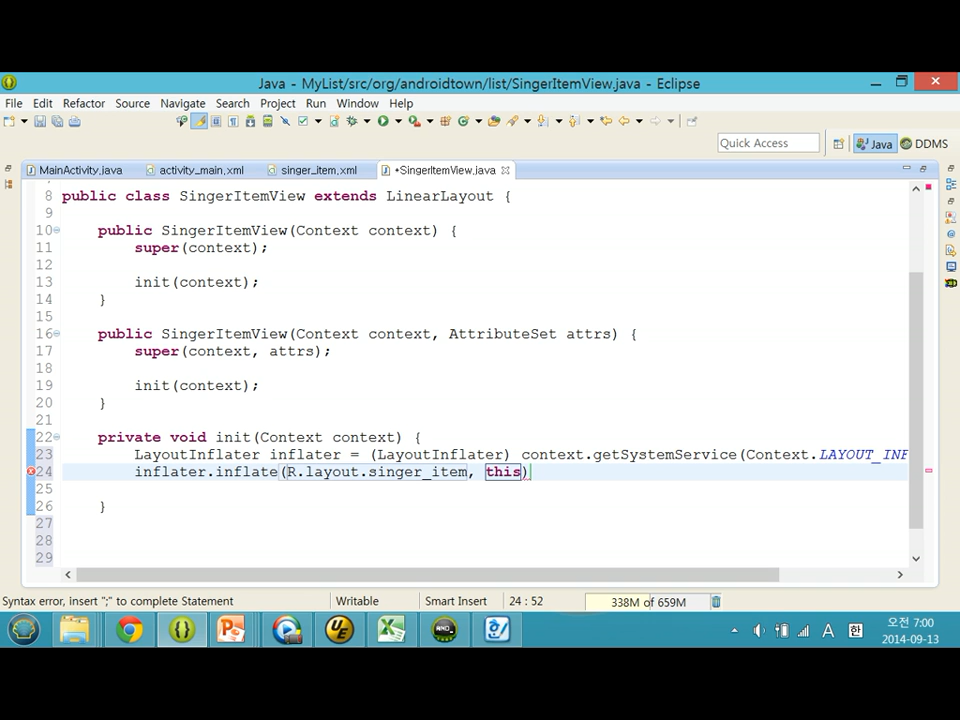 Java - MyList/src/org/androidtown/list/SingerItemView.java - Eclipse
File Edit Refactor Source Navigate Search Project Run Window Help
Quick Access
Java
DDMS
MainActivity.java
activity_main.xml
singer_item.xml
*SingerItemView.java
8 public class SingerItemView extends LinearLayout {
9
10 public SingerItemView(Context context) {
11 super(context);
12
13 init(context);
14 }
15
16 public SingerItemView(Context context, AttributeSet attrs) {
17 super(context, attrs);
18
19 init(context);
20 }
21
22 private void init(Context context) {
23 LayoutInflater inflater = (LayoutInflater) context.getSystemService(Context.LAYOUT_INF
24 inflater.inflate(R.layout.singer_item, this)
25
26 }
27
28
29
Syntax error, insert ";" to complete Statement
Writable
Smart Insert
24 : 52
338M of 659M
A
한
오전 7:00
2014-09-13